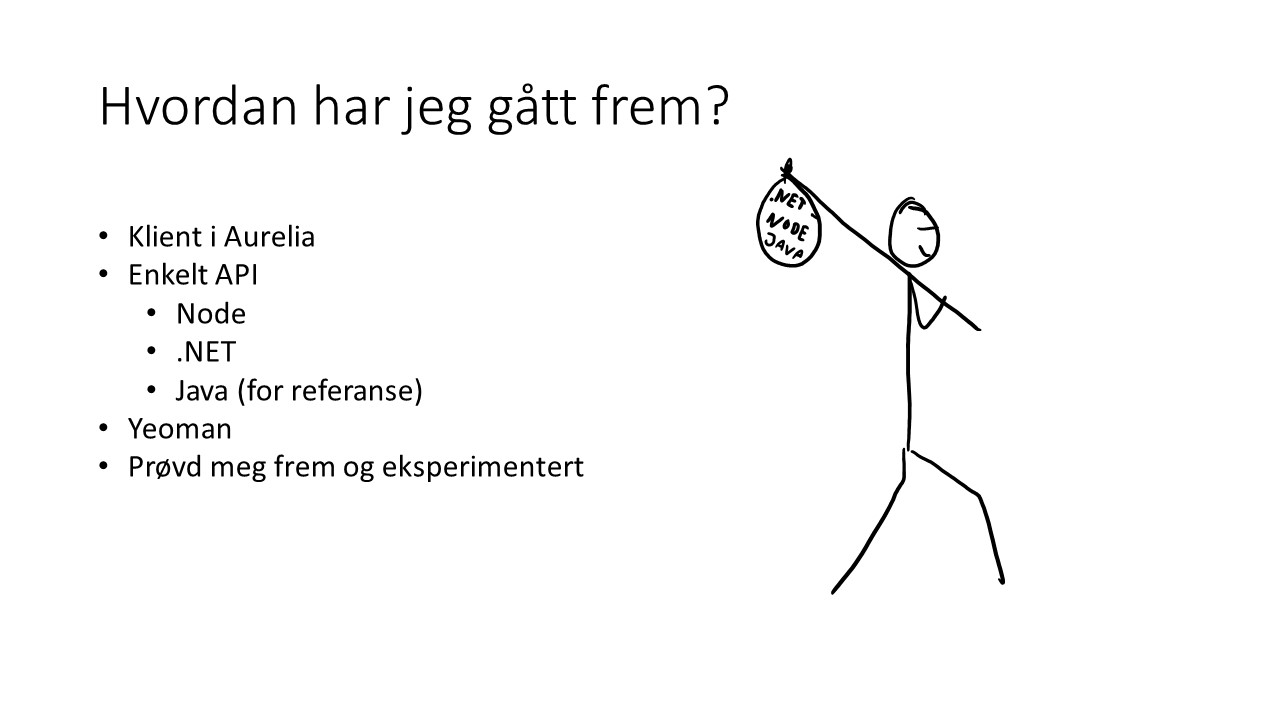 Hvordan har jeg gått frem?
• Klient i Aurelia
• Enkelt API
• Node
• .NET
• Java (for referanse)
• Yeoman
• Prøvd meg frem og eksperimentert
.NET
NODE
JAVA